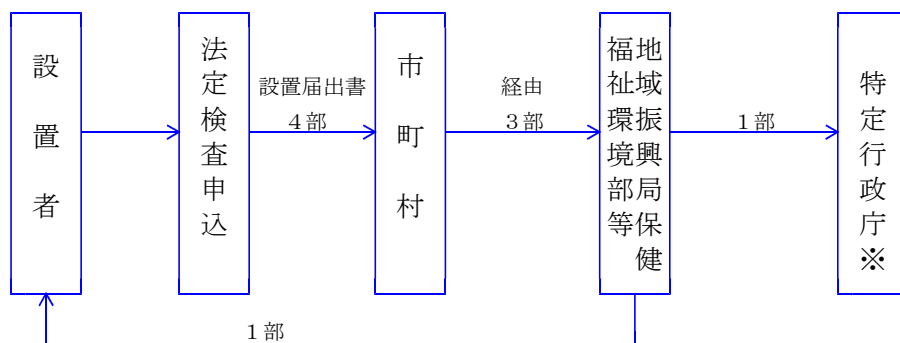 設置者
法定検査申込
設置届出書
４部
市町村
経由
３部
地域振興局保健
福祉環境部等
１部
特定行政庁※
１部